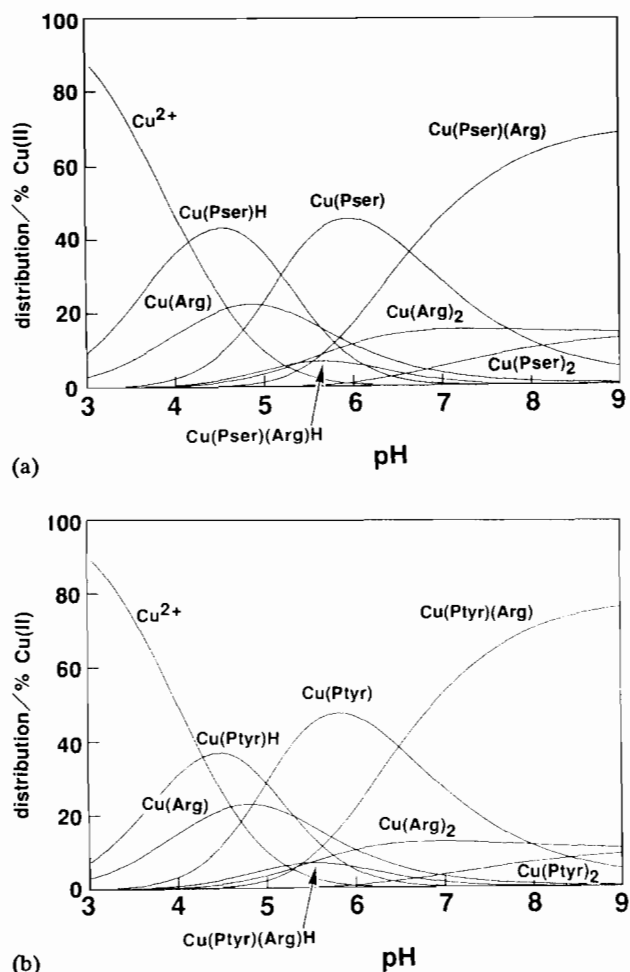 100
80
60
40
20
0
distribution / % Cu(II)
Cu2+
Cu(Pser)H
Cu(Arg)
Cu(Pser)
Cu(Pser)(Arg)
Cu(Arg)2
Cu(Pser)2
3 4 5 6 7 8 9
Cu(Pser)(Arg)H
pH
(a)
100
80
60
40
20
0
distribution / % Cu(II)
Cu2+
Cu(Ptyr)H
Cu(Arg)
Cu(Ptyr)
Cu(Ptyr)(Arg)
Cu(Arg)2
Cu(Ptyr)2
3 4 5 6 7 8 9
Cu(Ptyr)(Arg)H
pH
(b)